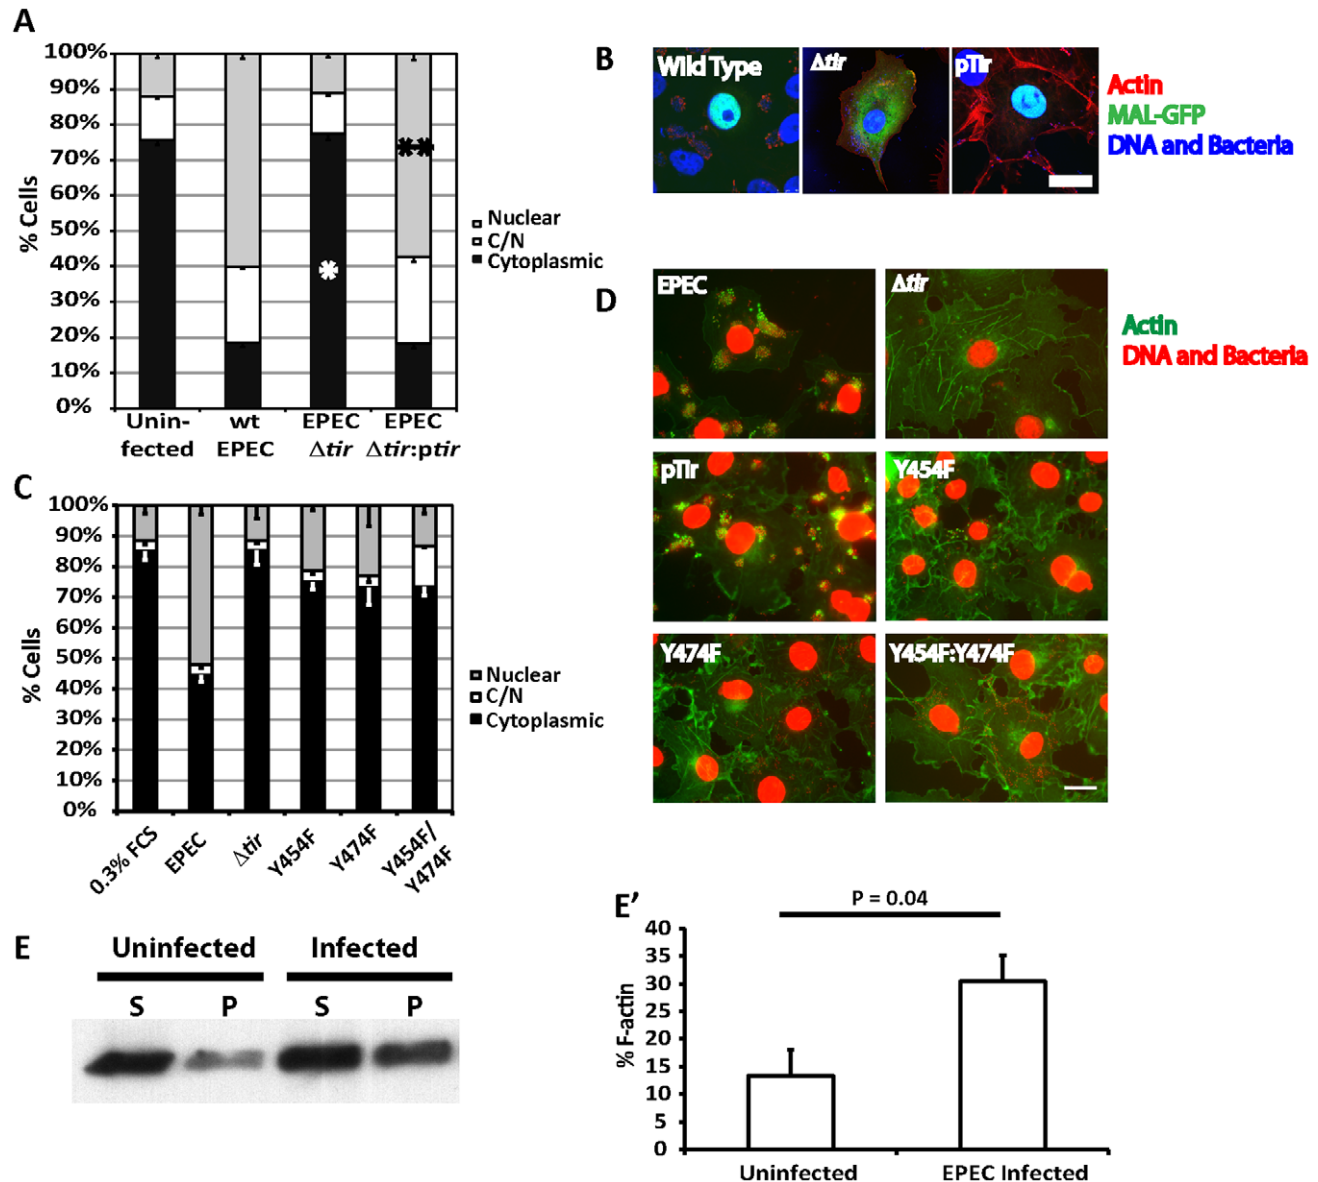 A
100%
90%
80%
70%
60%
50%
40%
30%
20%
10%
0%
% Cells
Unin-
fected
wt
EPEC
EPEC
Δtir
EPEC
Δtir:ptir
Nuclear
C/N
Cytoplasmic
B
Wild Type
Δtir
pTir
Actin
MAL-GFP
DNA and Bacteria
C
100%
90%
80%
70%
60%
50%
40%
30%
20%
10%
0%
% Cells
0.3% FCS
EPEC
Δtir
Y454F
Y474F
Y454F/
Y474F
Nuclear
C/N
Cytoplasmic
D
EPEC
Δtir
pTir
Y454F
Y474F
Y454F:Y474F
Actin
DNA and Bacteria
E
Uninfected
Infected
S
P
S
P
E’
P = 0.04
40
35
30
25
20
15
10
5
0
% F-actin
Uninfected
EPEC Infected